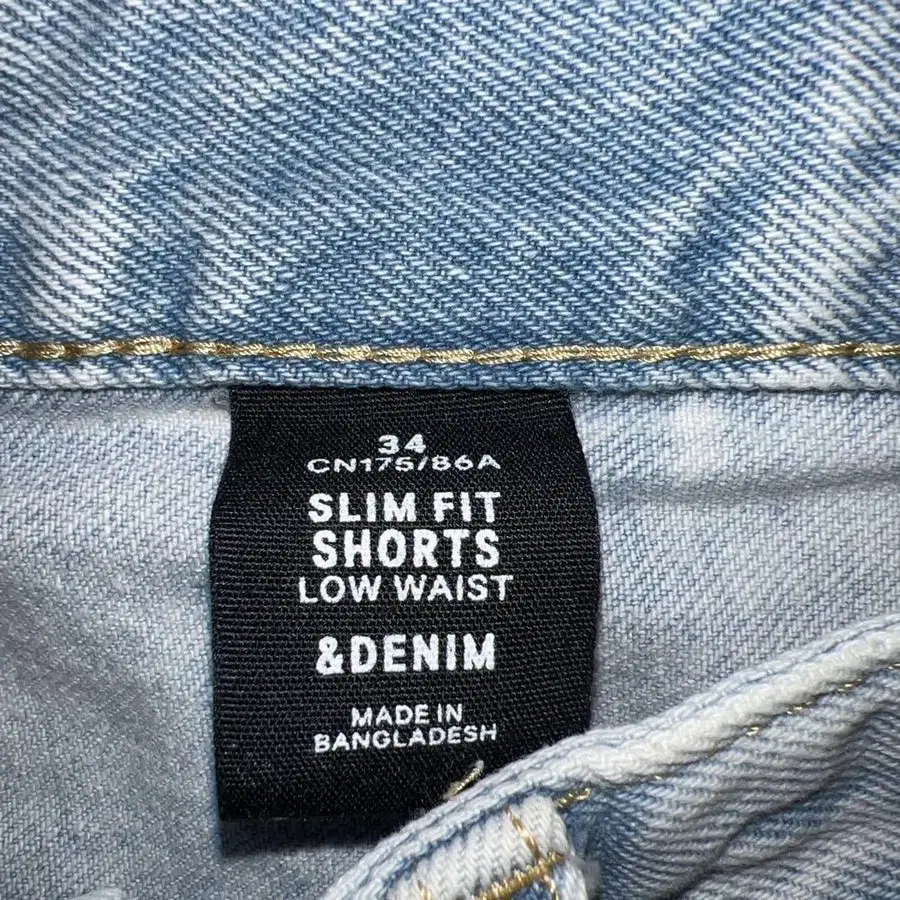 34
CN175/86A
SLIM FIT
SHORTS
LOW WAIST
&DENIM
MADE IN
BANGLADESH